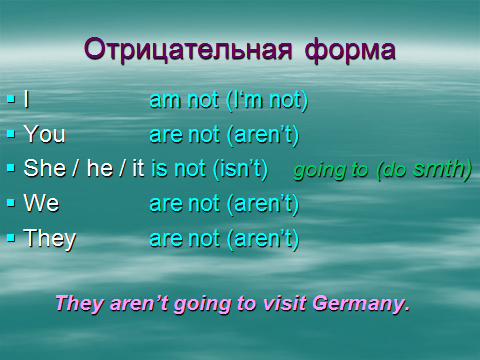 Отрицательная форма
I am not (I'm not)
You are not (aren't)
She / he / it is not (isn't) going to (do smth)
We are not (aren't)
They are not (aren't)
They aren't going to visit Germany.